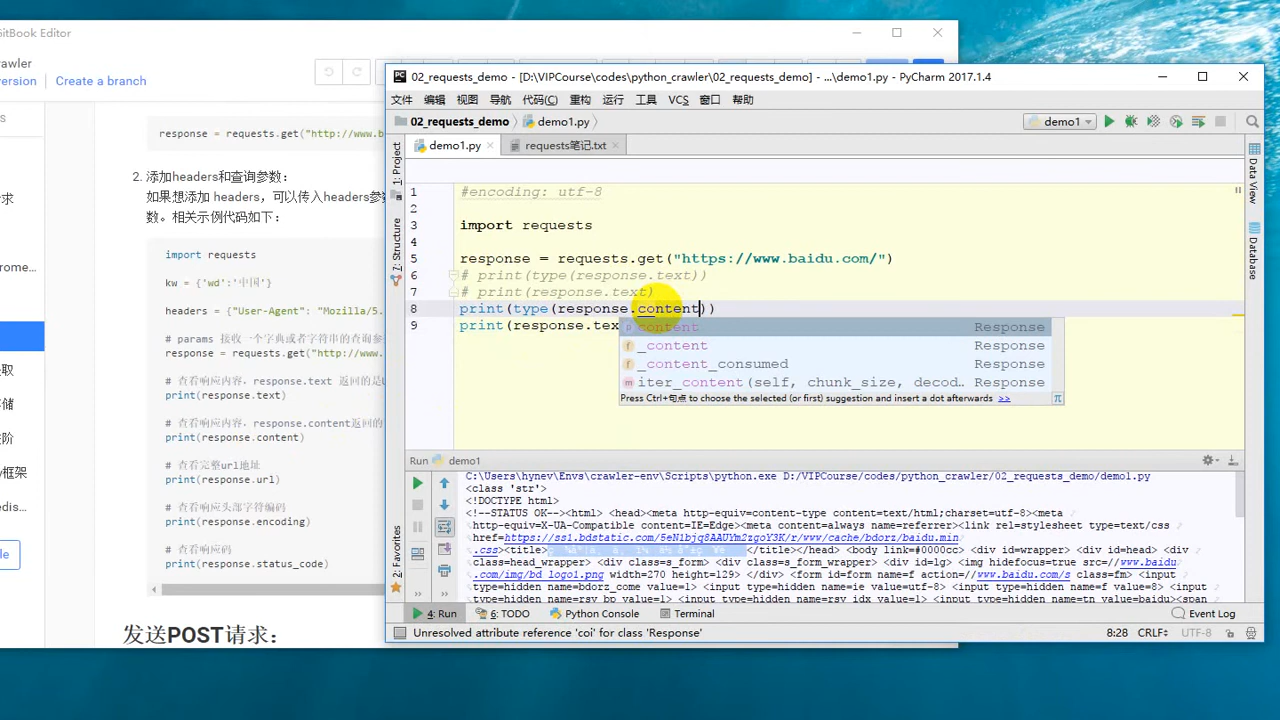 itBook Editor
rawler
version
Create a branch
response = requests.get("http://www.b
2. 添加headers和查询参数:
如果想添加 headers，可以传入headers参
数。相关示例代码如下：
import requests
kw = {'wd':'中国'}
headers = {"User-Agent": "Mozilla/5.
# params 接收一个字典或者字符串的查询参
response = requests.get("http://www.
# 查看响应内容，response.text 返回的是U
print(response.text)
# 查看响应内容，response.content返回的
print(response.content)
# 查看完整url地址
print(response.url)
# 查看响应头部字符编码
print(response.encoding)
# 查看响应码
print(response.status_code)
发送POST请求：
s
求
rome...
取
储
阶
框架
edis...
le
02_requests_demo - [D:\VIPCourse\codes\python_crawler\02_requests_demo] - ...\demo1.py - PyCharm 2017.1.4
文件 编辑 视图 导航 代码(C) 重构 运行 工具 VCS 窗口 帮助
02_requests_demo demo1.py
demo1
demo1.py requests笔记.txt
1: Project
7: Structure
2: Favorites
Data View
Database
1 #encoding: utf-8
2
3 import requests
4
5 response = requests.get("https://www.baidu.com/")
6 # print(type(response.text))
7 # print(response.text)
8 print(type(response.content))
9 print(response.tex
content Response
_content Response
_content_consumed Response
iter_content(self, chunk_size, decod... Response
Press Ctrl+句点 to choose the selected (or first) suggestion and insert a dot afterwards >>
Run demo1
C:\Users\hynev\Envs\crawler-env\Scripts\python.exe D:/VIPCourse/codes/python_crawler/02_requests_demo/demo1.py
<class 'str'>
<!DOCTYPE html>
<!--STATUS OK--><html> <head><meta http-equiv=content-type content=text/html;charset=utf-8><meta
http-equiv=X-UA-Compatible content=IE=Edge><meta content=always name=referrer><link rel=stylesheet type=text/css
href=https://ss1.bdstatic.com/5eN1bjq8AAUYm2zgoY3K/r/www/cache/bdorz/baidu.min
.css><title> </title></head> <body link=#0000cc> <div id=wrapper> <div id=head> <div
class=head_wrapper> <div class=s_form> <div class=s_form_wrapper> <div id=lg> <img hidefocus=true src=//www.baidu
.com/img/bd_logo1.png width=270 height=129> </div> <form id=form name=f action=//www.baidu.com/s class=fm> <input
type=hidden name=bdorz_come value=1> <input type=hidden name=ie value=utf-8> <input type=hidden name=f value=8> <input
type=hidden name=rsv_bp value=1> <input type=hidden name=rsv_idx value=1> <input type=hidden name=tn value=baidu><span
4: Run 6: TODO Python Console Terminal Event Log
Unresolved attribute reference 'coi' for class 'Response' 8:28 CRLF UTF-8